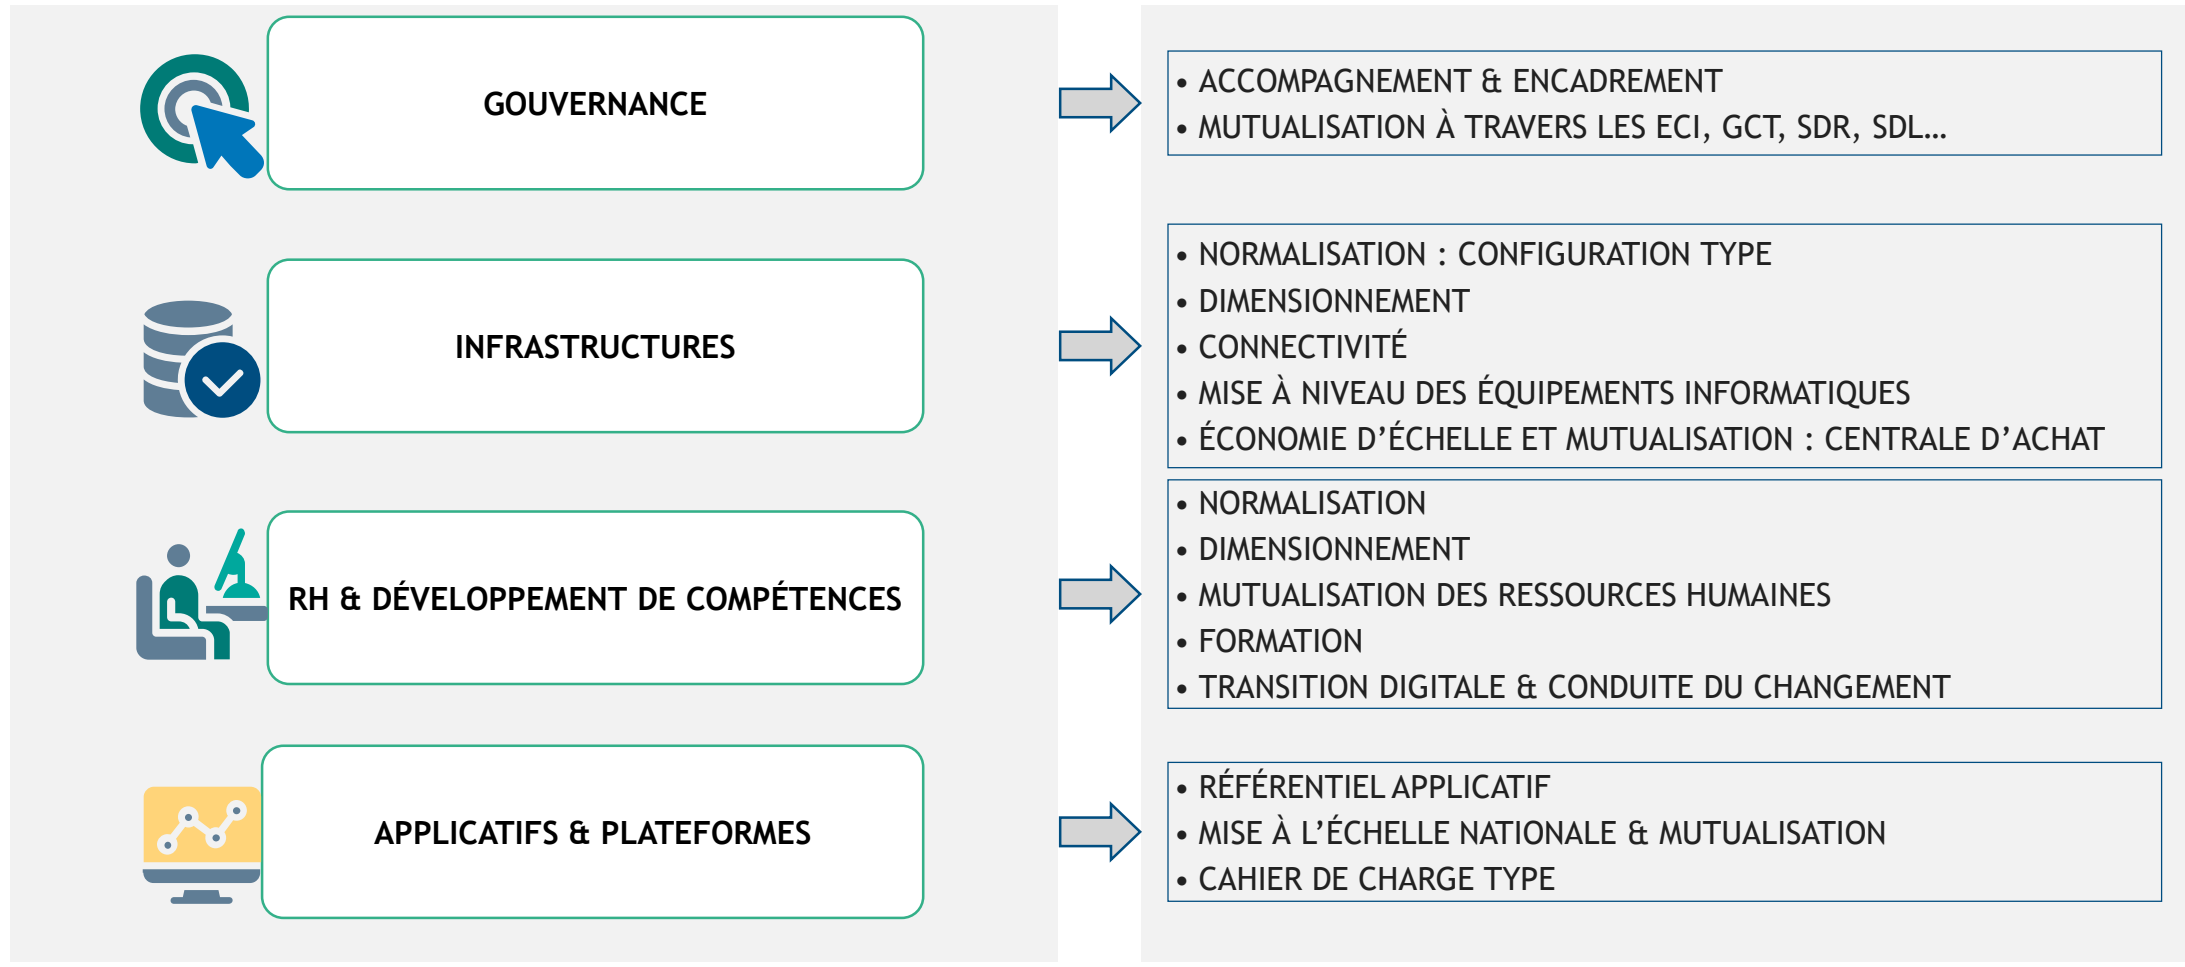 GOUVERNANCE
• ACCOMPAGNEMENT & ENCADREMENT
• MUTUALISATION À TRAVERS LES ECI, GCT, SDR, SDL…
INFRASTRUCTURES
• NORMALISATION : CONFIGURATION TYPE
• DIMENSIONNEMENT
• CONNECTIVITÉ
• MISE À NIVEAU DES ÉQUIPEMENTS INFORMATIQUES
• ÉCONOMIE D’ÉCHELLE ET MUTUALISATION : CENTRALE D’ACHAT
RH & DÉVELOPPEMENT DE COMPÉTENCES
• NORMALISATION
• DIMENSIONNEMENT
• MUTUALISATION DES RESSOURCES HUMAINES
• FORMATION
• TRANSITION DIGITALE & CONDUITE DU CHANGEMENT
APPLICATIFS & PLATEFORMES
• RÉFÉRENTIEL APPLICATIF
• MISE À L’ÉCHELLE NATIONALE & MUTUALISATION
• CAHIER DE CHARGE TYPE